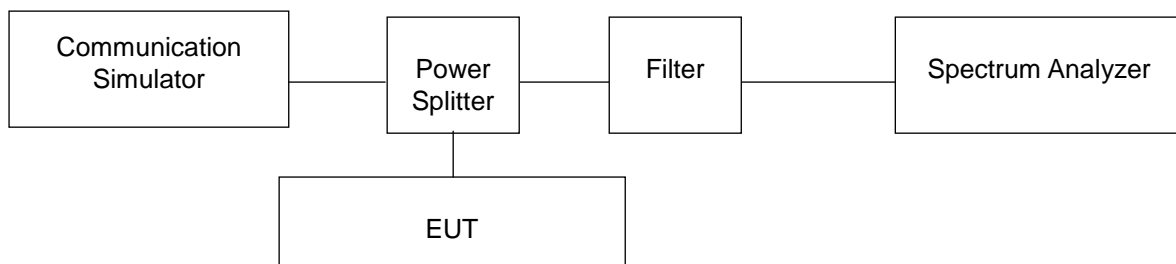 Communication
Simulator
Power
Splitter
Filter
Spectrum Analyzer
EUT